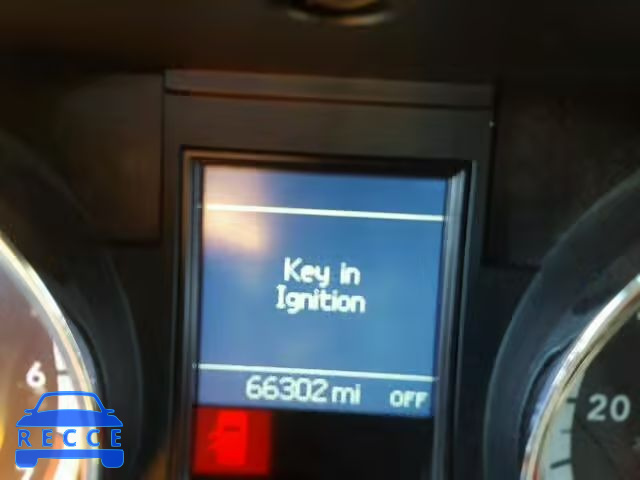 Key in
Ignition
66302 mi OFF
6
20
RECCE